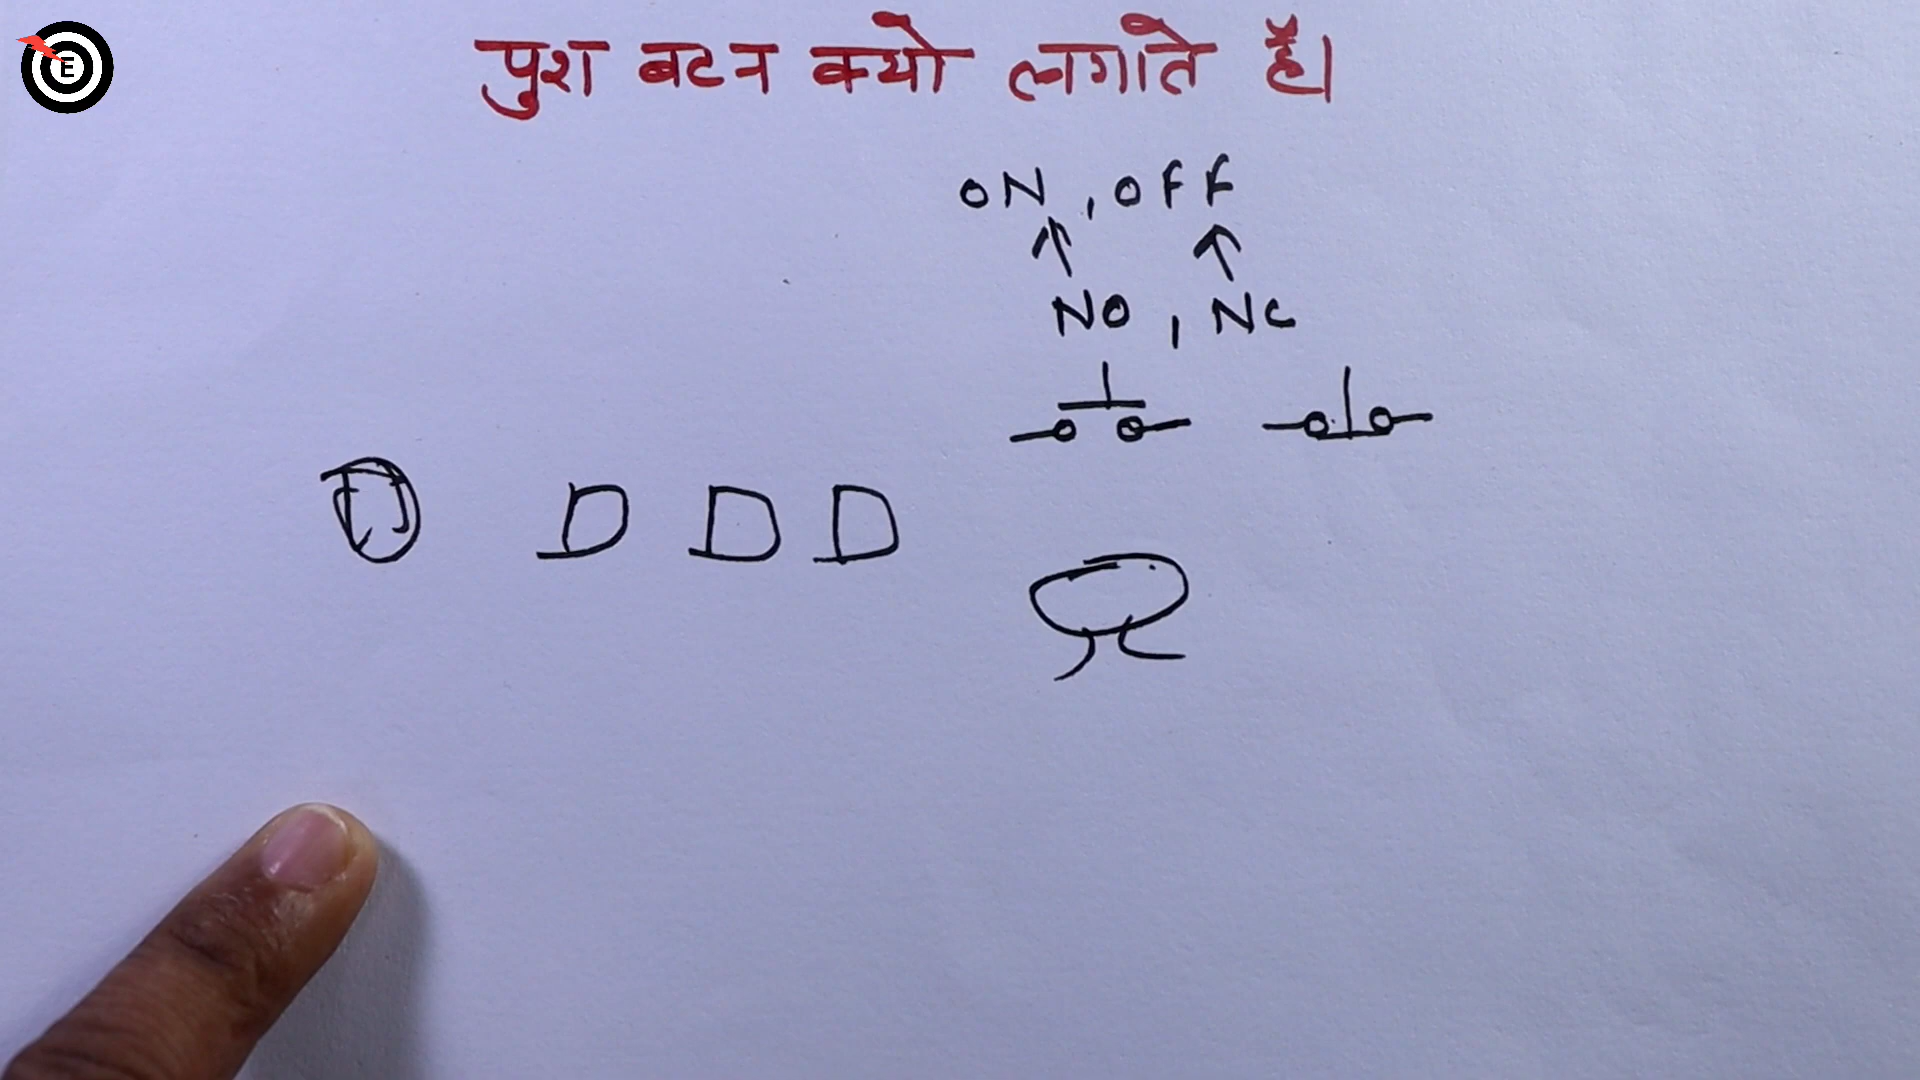 E
पुश बटन क्यो लगाते है।
ON, OFF
NO, NC
D D D